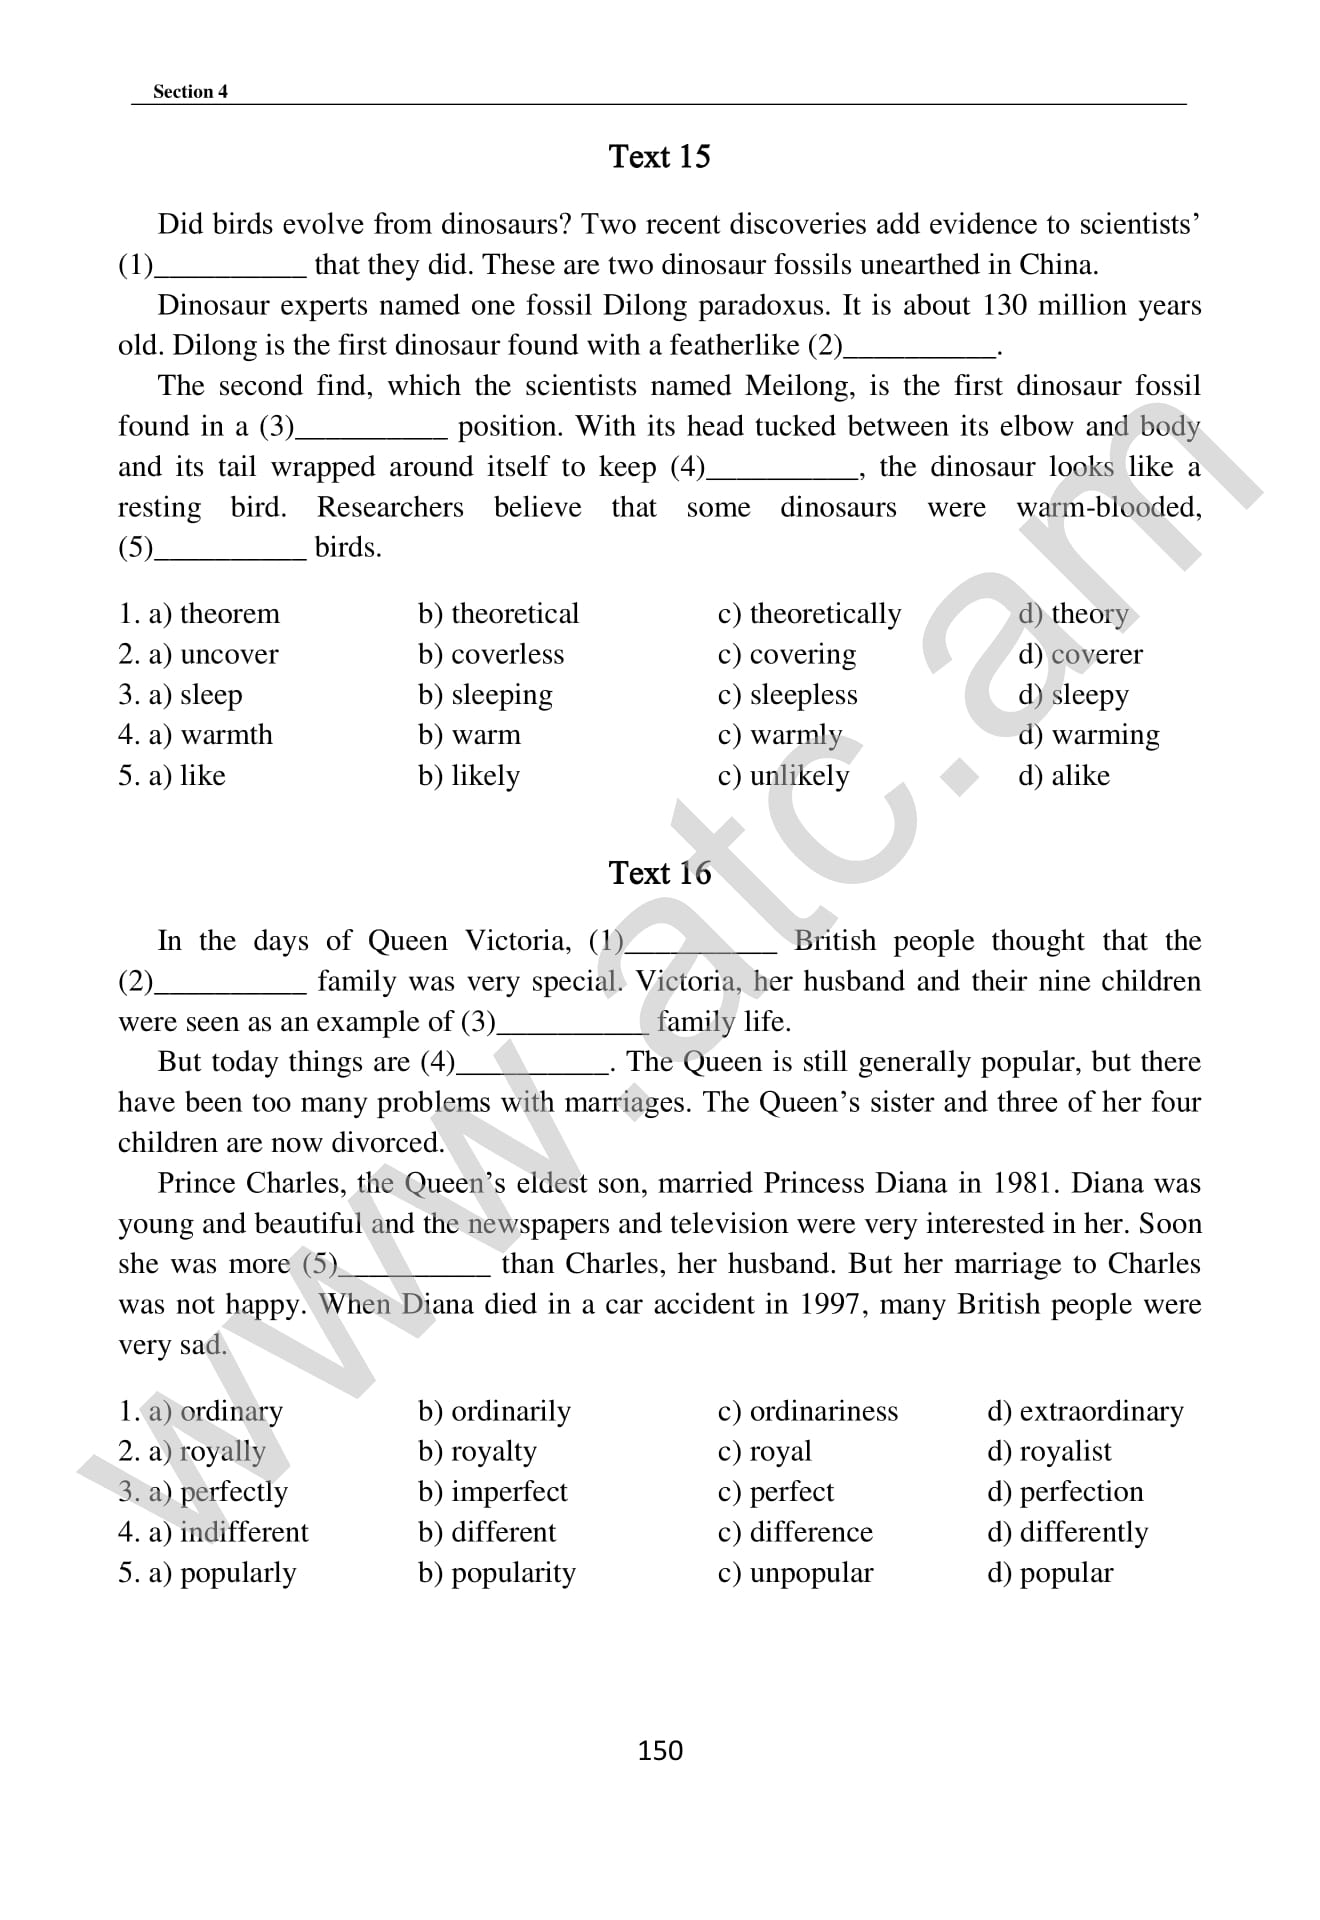 Section 4
Text 15
Did birds evolve from dinosaurs? Two recent discoveries add evidence to scientists’
(1)__________ that they did. These are two dinosaur fossils unearthed in China.
Dinosaur experts named one fossil Dilong paradoxus. It is about 130 million years
old. Dilong is the first dinosaur found with a featherlike (2)__________.
The second find, which the scientists named Meilong, is the first dinosaur fossil
found in a (3)__________ position. With its head tucked between its elbow and body
and its tail wrapped around itself to keep (4)__________, the dinosaur looks like a
resting bird. Researchers believe that some dinosaurs were warm-blooded,
(5)__________ birds.
1. a) theorem b) theoretical c) theoretically d) theory
2. a) uncover b) coverless c) covering d) coverer
3. a) sleep b) sleeping c) sleepless d) sleepy
4. a) warmth b) warm c) warmly d) warming
5. a) like b) likely c) unlikely d) alike
Text 16
In the days of Queen Victoria, (1)__________ British people thought that the
(2)__________ family was very special. Victoria, her husband and their nine children
were seen as an example of (3)__________ family life.
But today things are (4)__________. The Queen is still generally popular, but there
have been too many problems with marriages. The Queen’s sister and three of her four
children are now divorced.
Prince Charles, the Queen’s eldest son, married Princess Diana in 1981. Diana was
young and beautiful and the newspapers and television were very interested in her. Soon
she was more (5)__________ than Charles, her husband. But her marriage to Charles
was not happy. When Diana died in a car accident in 1997, many British people were
very sad.
1. a) ordinary b) ordinarily c) ordinariness d) extraordinary
2. a) royally b) royalty c) royal d) royalist
3. a) perfectly b) imperfect c) perfect d) perfection
4. a) indifferent b) different c) difference d) differently
5. a) popularly b) popularity c) unpopular d) popular
150
www.atc.am